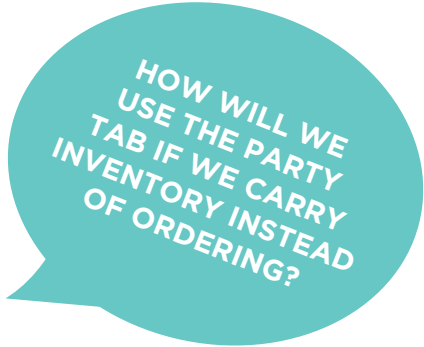 HOW WILL WE
USE THE PARTY
TAB IF WE CARRY
INVENTORY INSTEAD
OF ORDERING?